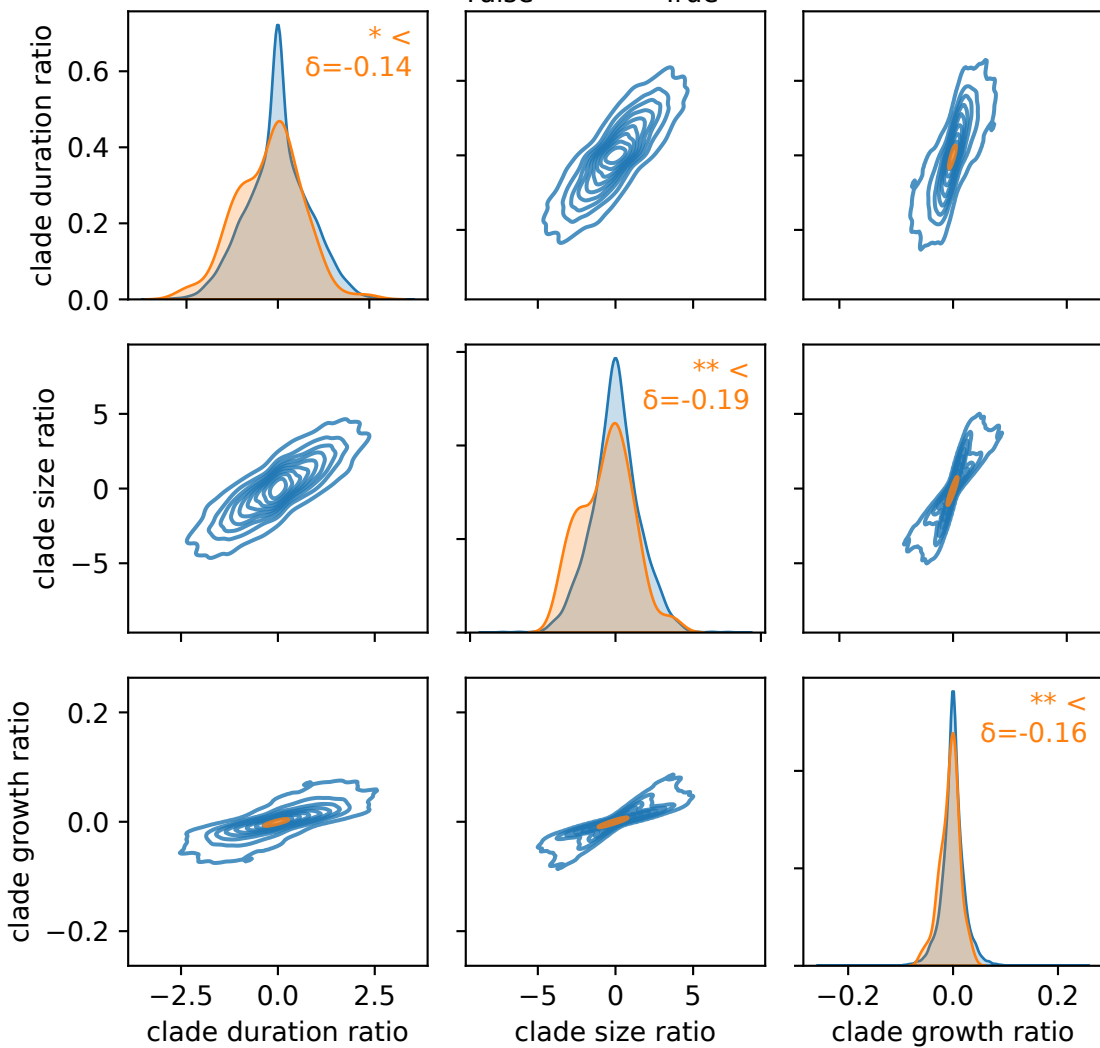 True
clade duration ratio
0.6
0.4
0.2
0.0
* <
δ=-0.14
clade size ratio
5
0
−5
** <
δ=-0.19
clade growth ratio
0.2
0.0
−0.2
** <
δ=-0.16
−2.5 0.0 2.5
−5 0 5
−0.2 0.0 0.2
clade duration ratio
clade size ratio
clade growth ratio